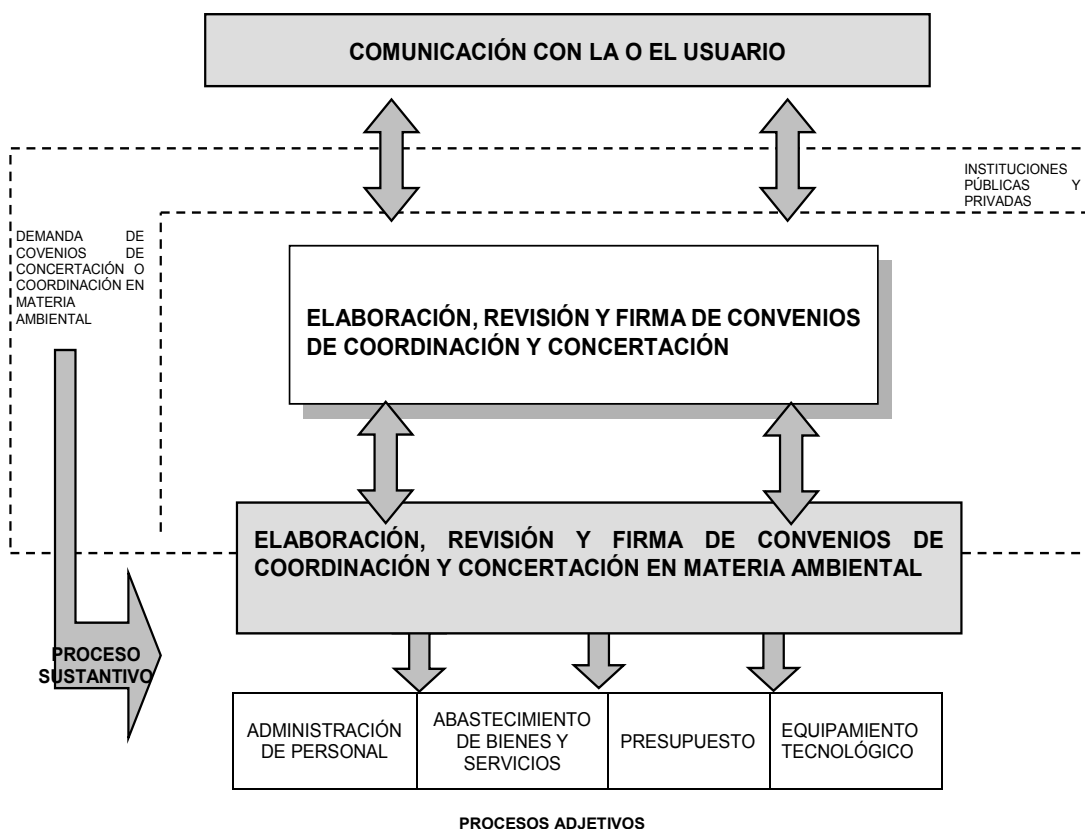 COMUNICACIÓN CON LA O EL USUARIO
INSTITUCIONES
PÚBLICAS Y
PRIVADAS
DEMANDA DE
COVENIOS DE
CONCERTACIÓN O
COORDINACIÓN EN
MATERIA
AMBIENTAL
ELABORACIÓN, REVISIÓN Y FIRMA DE CONVENIOS
DE COORDINACIÓN Y CONCERTACIÓN
ELABORACIÓN, REVISIÓN Y FIRMA DE CONVENIOS DE
COORDINACIÓN Y CONCERTACIÓN EN MATERIA AMBIENTAL
PROCESO
SUSTANTIVO
ADMINISTRACIÓN
DE PERSONAL
ABASTECIMIENTO
DE BIENES Y
SERVICIOS
PRESUPUESTO
EQUIPAMIENTO
TECNOLÓGICO
PROCESOS ADJETIVOS